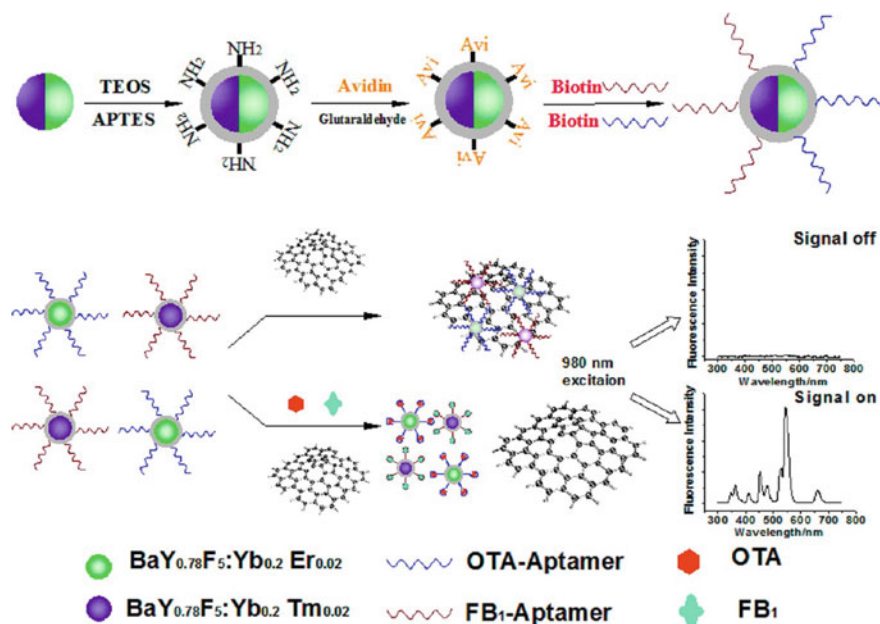 TEOS
APTES
NH2
NH2
NH2
NH2
NH2
NH2
Avidin
Glutaraldehyde
Avi
Avi
Avi
Avi
Avi
Avi
Biotin
Biotin
Signal off
Fluorescence Intensity
300 400 500 600 700 800
Wavelength/nm
980 nm
excitaion
Signal on
Fluorescence Intensity
300 400 500 600 700 800
Wavelength/nm
BaY0.78F5:Yb0.2 Er0.02
OTA-Aptamer
OTA
BaY0.78F5:Yb0.2 Tm0.02
FB1-Aptamer
FB1